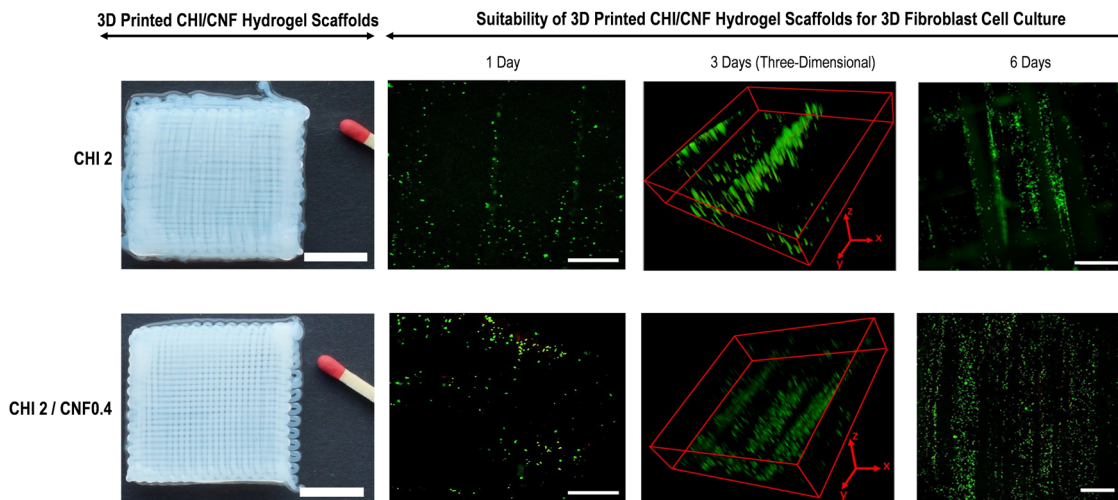 3D Printed CHI/CNF Hydrogel Scaffolds
Suitability of 3D Printed CHI/CNF Hydrogel Scaffolds for 3D Fibroblast Cell Culture
1 Day
3 Days (Three-Dimensional)
6 Days
CHI 2
z
x
y
CHI 2 / CNF0.4
z
x
y